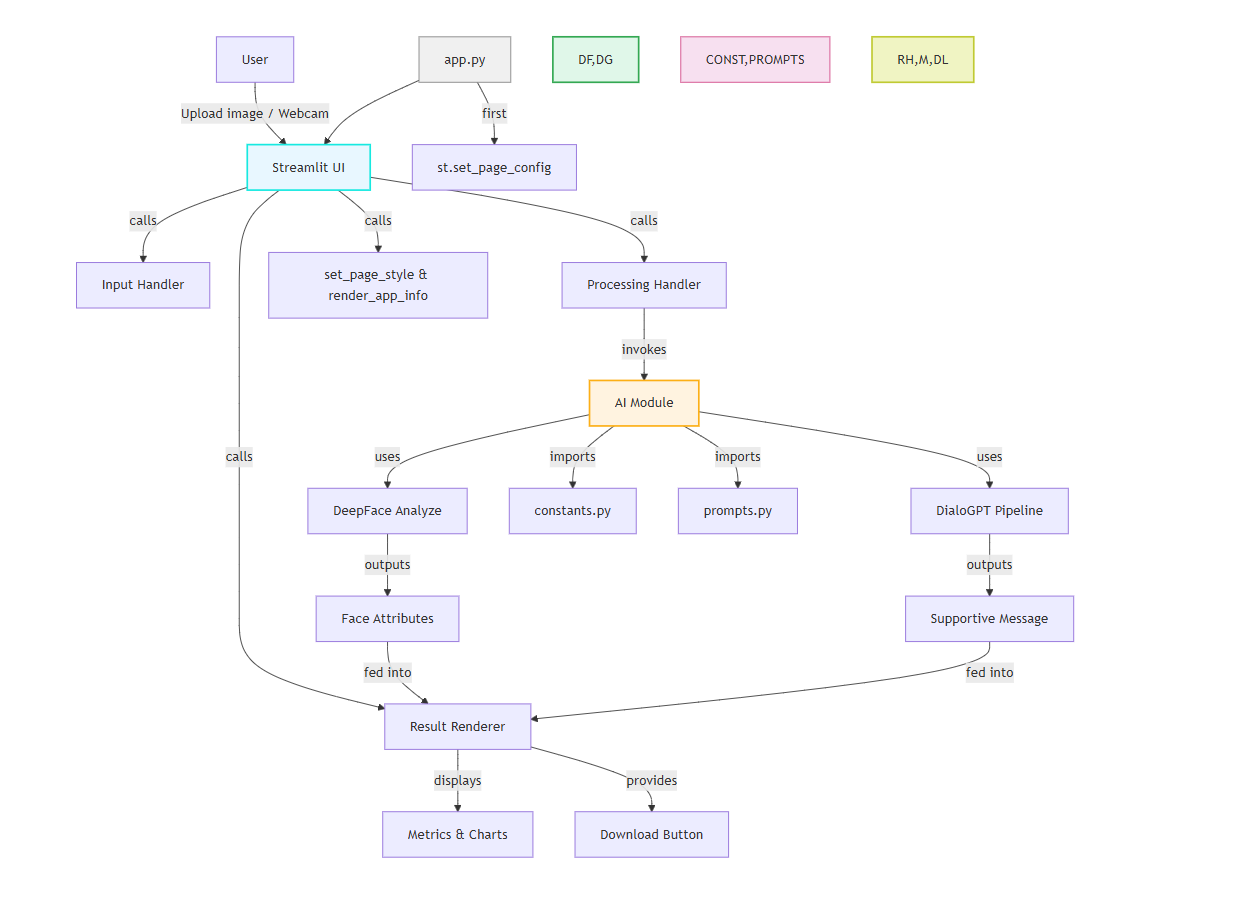 User
app.py
DF,DG
CONST,PROMPTS
RH,M,DL
Upload image / Webcam
first
Streamlit UI
st.set_page_config
calls
calls
calls
Input Handler
set_page_style &
render_app_info
Processing Handler
invokes
AI Module
calls
uses
imports
imports
uses
DeepFace Analyze
constants.py
prompts.py
DialoGPT Pipeline
outputs
outputs
Face Attributes
Supportive Message
fed into
fed into
Result Renderer
displays
provides
Metrics & Charts
Download Button